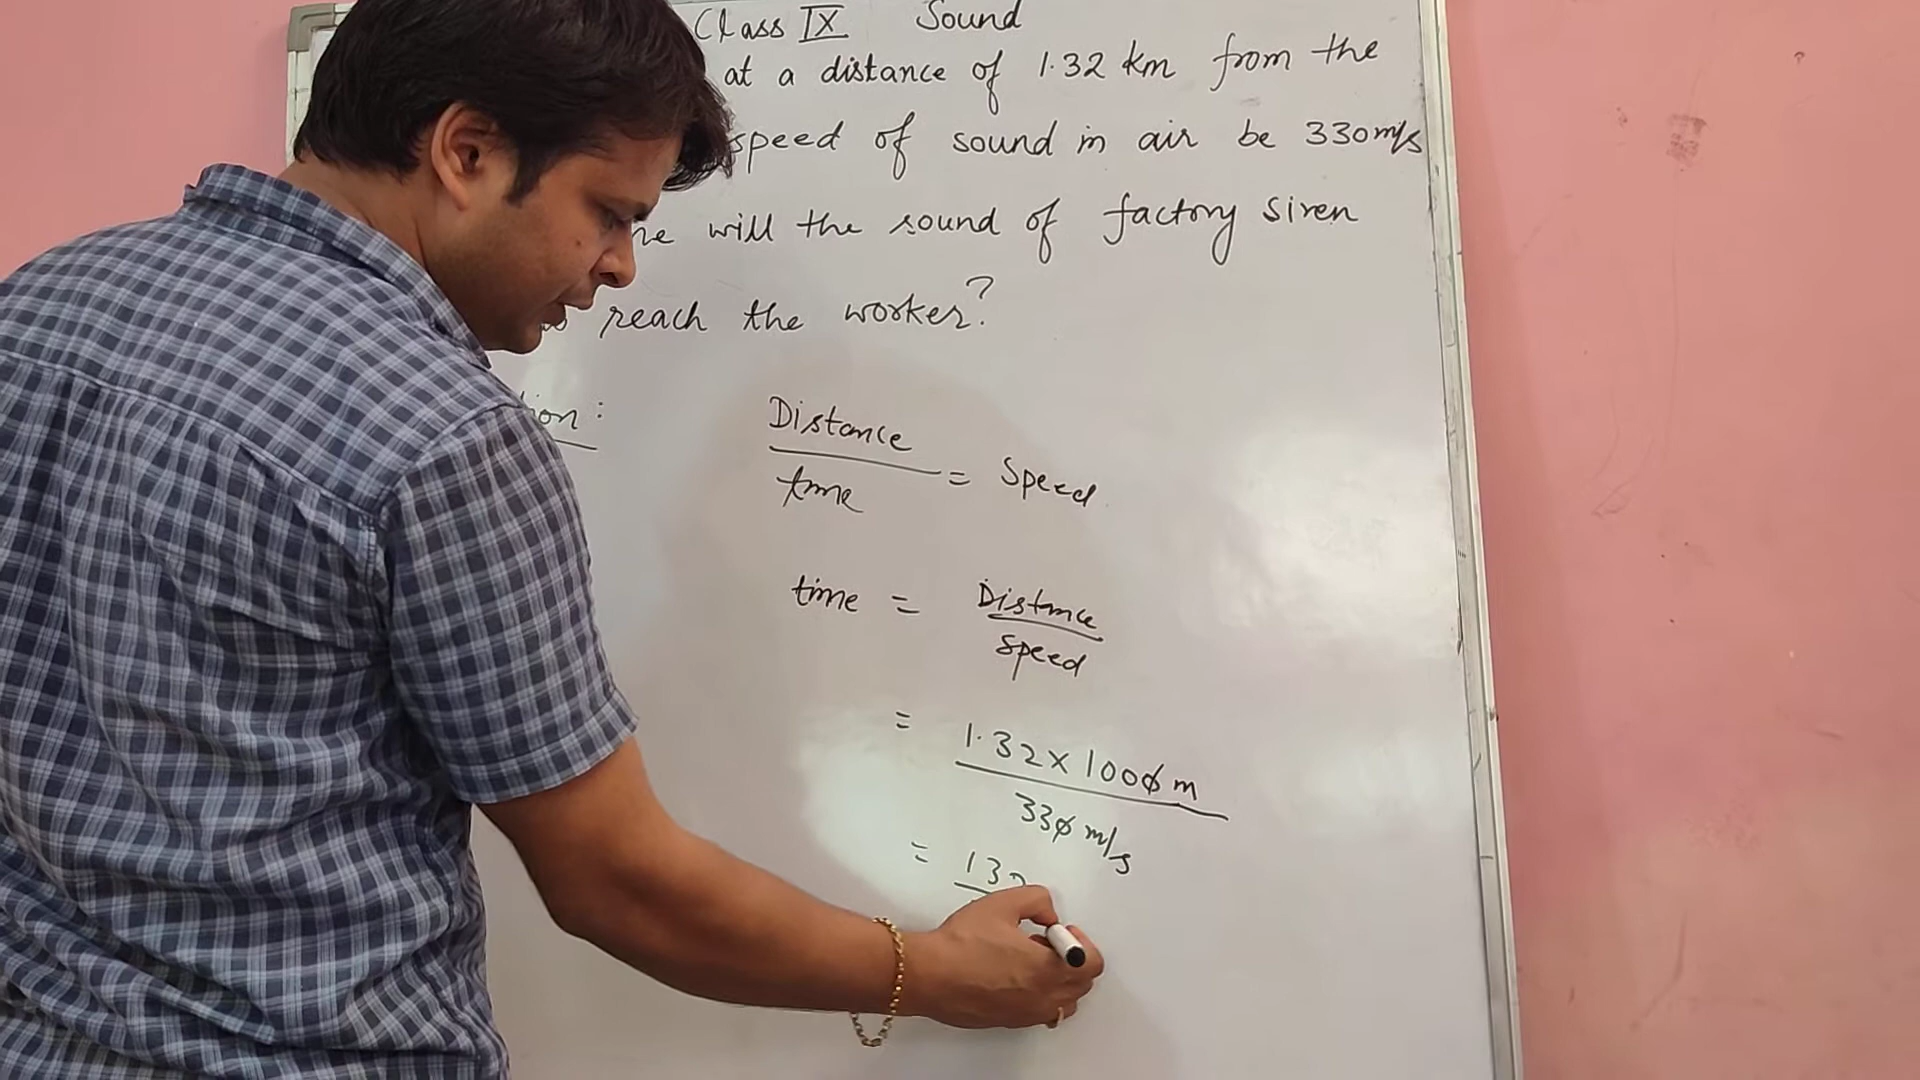 Class IX Sound
at a distance of 1.32 km from the
speed of sound in air be 330m/s
will the sound of factory siren
reach the worker?
Distance
time
= Speed
time = Distance
speed
= 1.32 x 1000 m
330 m/s
= 132